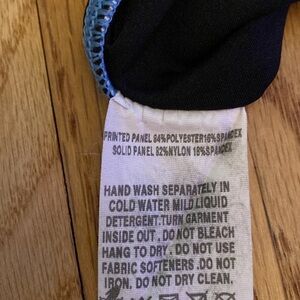 PRINTED PANEL 84%POLYESTER16%SPANDEX
SOLID PANEL 82%NYLON 18%SPANDEX
HAND WASH SEPARATELY IN
COLD WATER MILD LIQUID
DETERGENT.TURN GARMENT
INSIDE OUT . DO NOT BLEACH
HANG TO DRY . DO NOT USE
FABRIC SOFTENERS .DO NOT
IRON. DO NOT DRY CLEAN.